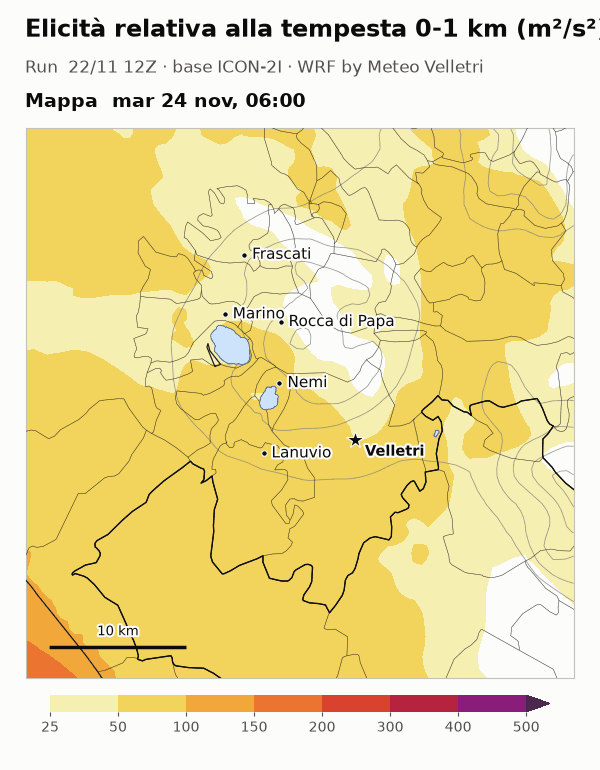 Elicità relativa alla tempesta 0-1 km (m²/s²)
Run 22/11 12Z · base ICON-2I · WRF by Meteo Velletri
Mappa mar 24 nov, 06:00
Frascati
Marino
Rocca di Papa
Nemi
Velletri
Lanuvio
10 km
25 50 100 150 200 300 400 500